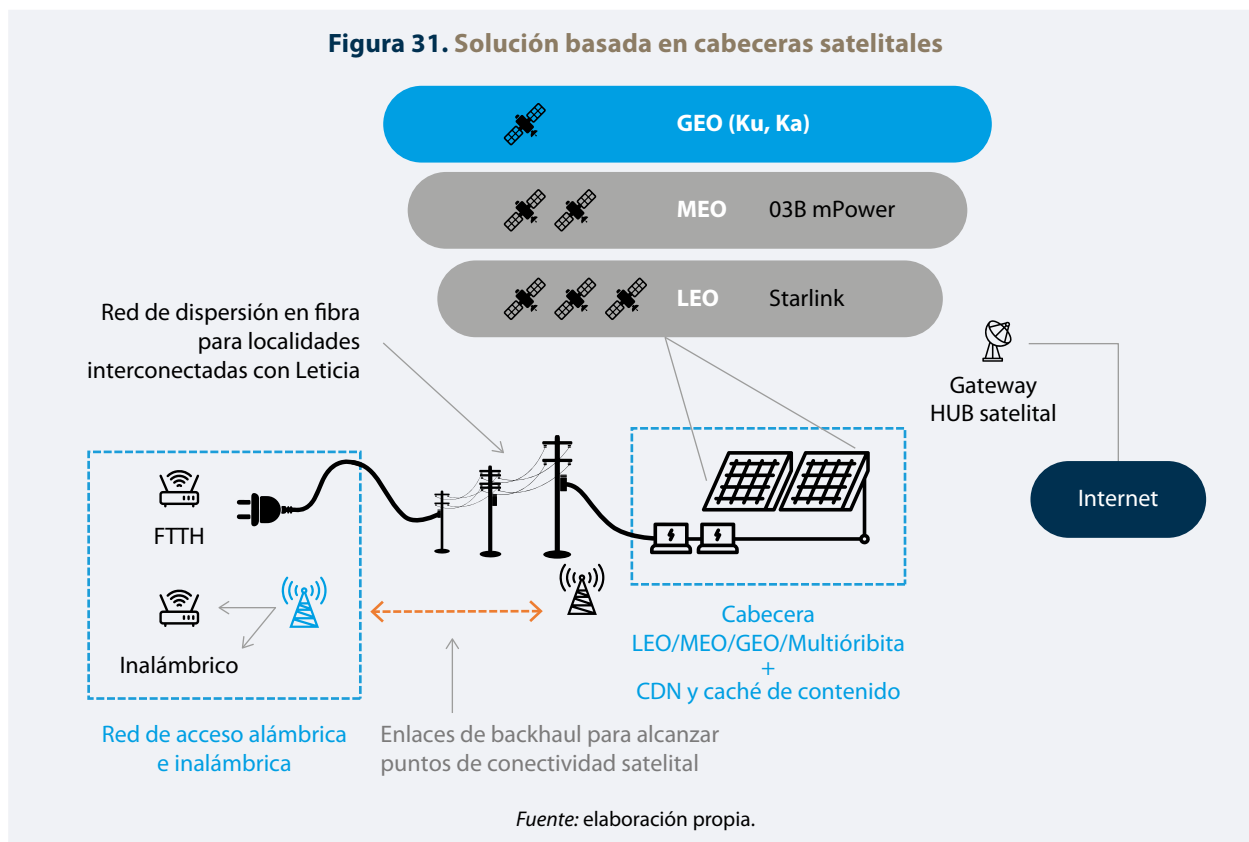 Figura 31. Solución basada en cabeceras satelitales
GEO (Ku, Ka)
MEO 03B mPower
LEO Starlink
Red de dispersión en fibra
para localidades
interconectadas con Leticia
Gateway
HUB satelital
Internet
FTTH
Inalámbrico
Cabecera
LEO/MEO/GEO/Multióribita
+
CDN y caché de contenido
Red de acceso alámbrica
e inalámbrica
Enlaces de backhaul para alcanzar
puntos de conectividad satelital
Fuente: elaboración propia.